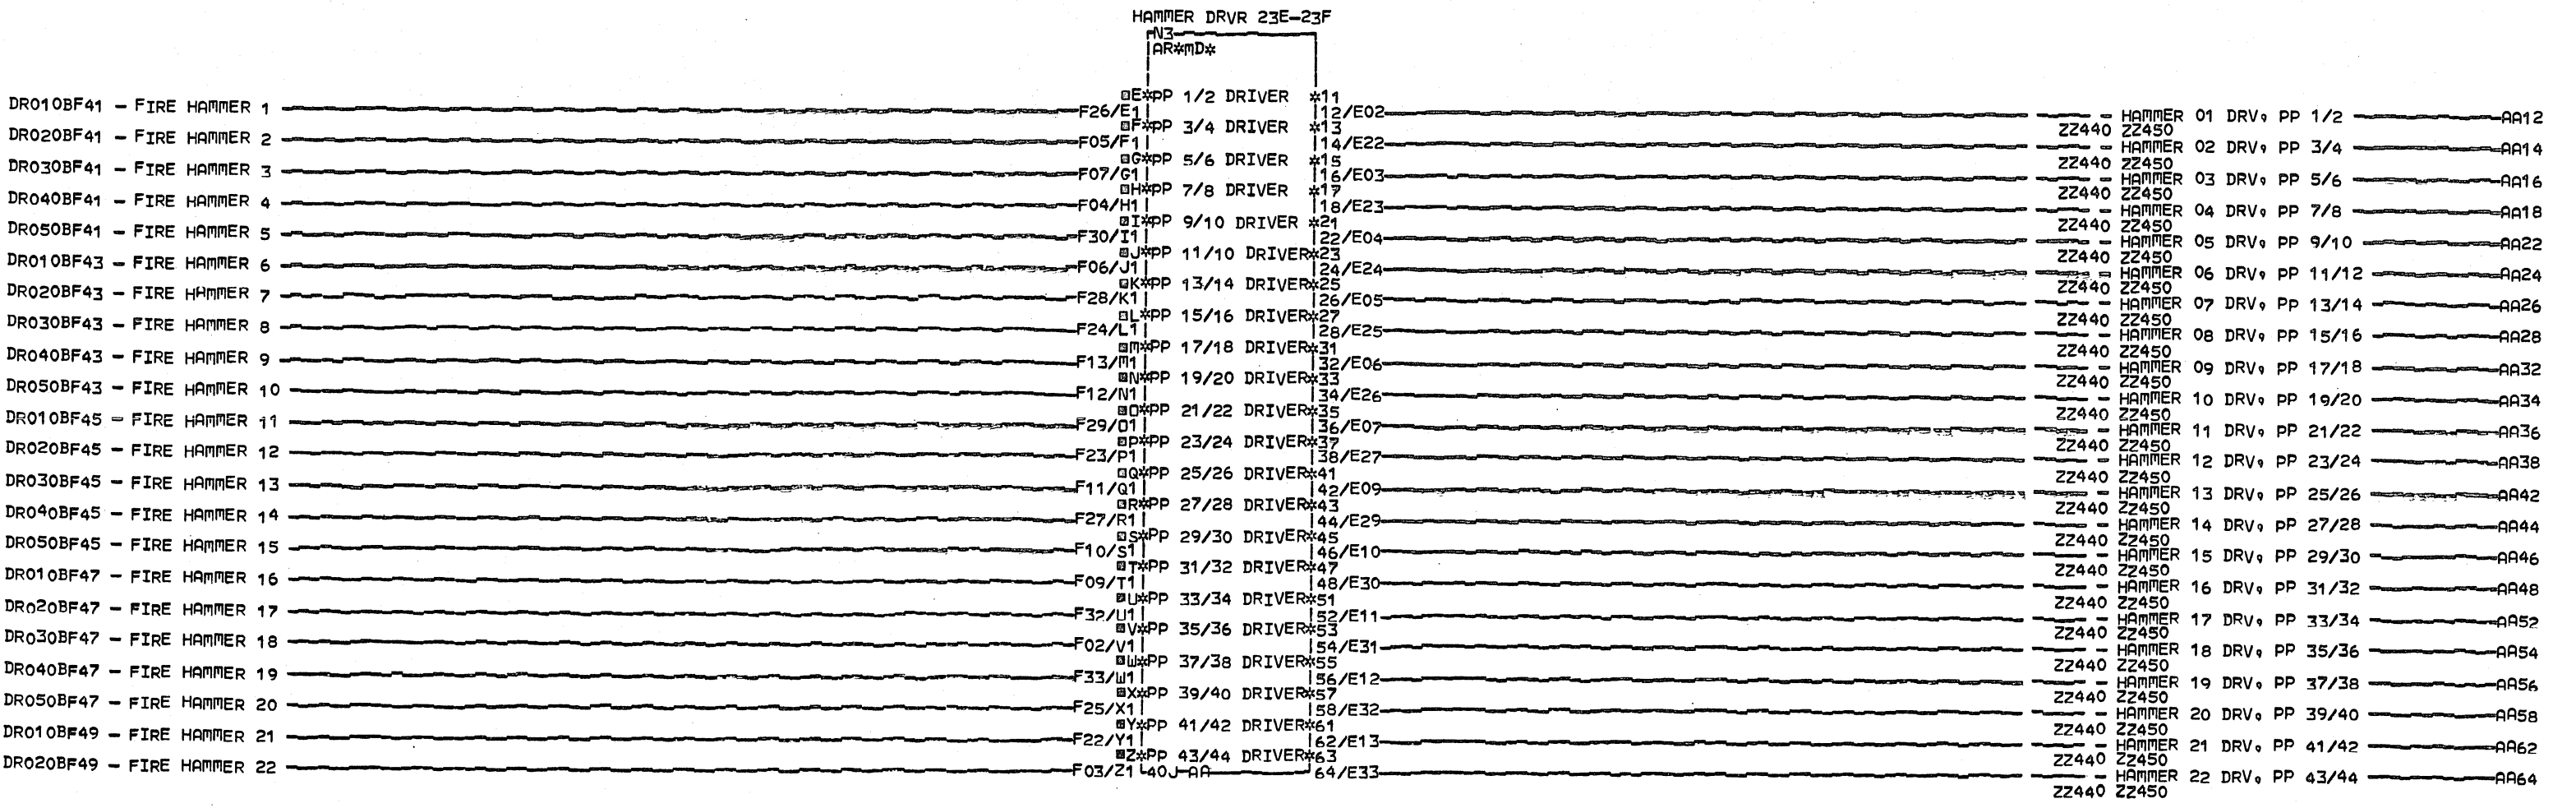 HAMMER DRVR 23E-23F
N3
AR*MD*
DR010BF41 - FIRE HAMMER 1 F26/E1 E*PP 1/2 DRIVER *11 12/E02 - HAMMER 01 DRV, PP 1/2 AA12
ZZ440 ZZ450
DR020BF41 - FIRE HAMMER 2 F05/F1 F*PP 3/4 DRIVER *13 14/E22 - HAMMER 02 DRV, PP 3/4 AA14
ZZ440 ZZ450
DR030BF41 - FIRE HAMMER 3 F07/G1 G*PP 5/6 DRIVER *15 16/E03 - HAMMER 03 DRV, PP 5/6 AA16
ZZ440 ZZ450
DR040BF41 - FIRE HAMMER 4 F04/H1 H*PP 7/8 DRIVER *17 18/E23 - HAMMER 04 DRV, PP 7/8 AA18
ZZ440 ZZ450
DR050BF41 - FIRE HAMMER 5 F30/I1 I*PP 9/10 DRIVER *21 22/E04 - HAMMER 05 DRV, PP 9/10 AA22
ZZ440 ZZ450
DR010BF43 - FIRE HAMMER 6 F06/J1 J*PP 11/10 DRIVER*23 24/E24 - HAMMER 06 DRV, PP 11/12 AA24
ZZ440 ZZ450
DR020BF43 - FIRE HAMMER 7 F28/K1 K*PP 13/14 DRIVER*25 26/E05 - HAMMER 07 DRV, PP 13/14 AA26
ZZ440 ZZ450
DR030BF43 - FIRE HAMMER 8 F24/L1 L*PP 15/16 DRIVER*27 28/E25 - HAMMER 08 DRV, PP 15/16 AA28
ZZ440 ZZ450
DR040BF43 - FIRE HAMMER 9 F13/M1 M*PP 17/18 DRIVER*31 32/E06 - HAMMER 09 DRV, PP 17/18 AA32
ZZ440 ZZ450
DR050BF43 - FIRE HAMMER 10 F12/N1 N*PP 19/20 DRIVER*33 34/E26 - HAMMER 10 DRV, PP 19/20 AA34
ZZ440 ZZ450
DR010BF45 - FIRE HAMMER 11 F29/O1 O*PP 21/22 DRIVER*35 36/E07 - HAMMER 11 DRV, PP 21/22 AA36
ZZ440 ZZ450
DR020BF45 - FIRE HAMMER 12 F23/P1 P*PP 23/24 DRIVER*37 38/E27 - HAMMER 12 DRV, PP 23/24 AA38
ZZ440 ZZ450
DR030BF45 - FIRE HAMMER 13 F11/Q1 Q*PP 25/26 DRIVER*41 42/E09 - HAMMER 13 DRV, PP 25/26 AA42
ZZ440 ZZ450
DR040BF45 - FIRE HAMMER 14 F27/R1 R*PP 27/28 DRIVER*43 44/E29 - HAMMER 14 DRV, PP 27/28 AA44
ZZ440 ZZ450
DR050BF45 - FIRE HAMMER 15 F10/S1 S*PP 29/30 DRIVER*45 46/E10 - HAMMER 15 DRV, PP 29/30 AA46
ZZ440 ZZ450
DR010BF47 - FIRE HAMMER 16 F09/T1 T*PP 31/32 DRIVER*47 48/E30 - HAMMER 16 DRV, PP 31/32 AA48
ZZ440 ZZ450
DR020BF47 - FIRE HAMMER 17 F32/U1 U*PP 33/34 DRIVER*51 52/E11 - HAMMER 17 DRV, PP 33/34 AA52
ZZ440 ZZ450
DR030BF47 - FIRE HAMMER 18 F02/V1 V*PP 35/36 DRIVER*53 54/E31 - HAMMER 18 DRV, PP 35/36 AA54
ZZ440 ZZ450
DR040BF47 - FIRE HAMMER 19 F33/W1 W*PP 37/38 DRIVER*55 56/E12 - HAMMER 19 DRV, PP 37/38 AA56
ZZ440 ZZ450
DR050BF47 - FIRE HAMMER 20 F25/X1 X*PP 39/40 DRIVER*57 58/E32 - HAMMER 20 DRV, PP 39/40 AA58
ZZ440 ZZ450
DR010BF49 - FIRE HAMMER 21 F22/Y1 Y*PP 41/42 DRIVER*61 62/E13 - HAMMER 21 DRV, PP 41/42 AA62
ZZ440 ZZ450
DR020BF49 - FIRE HAMMER 22 F03/Z1 Z*PP 43/44 DRIVER*63 40J-AA 64/E33 - HAMMER 22 DRV, PP 43/44 AA64
ZZ440 ZZ450